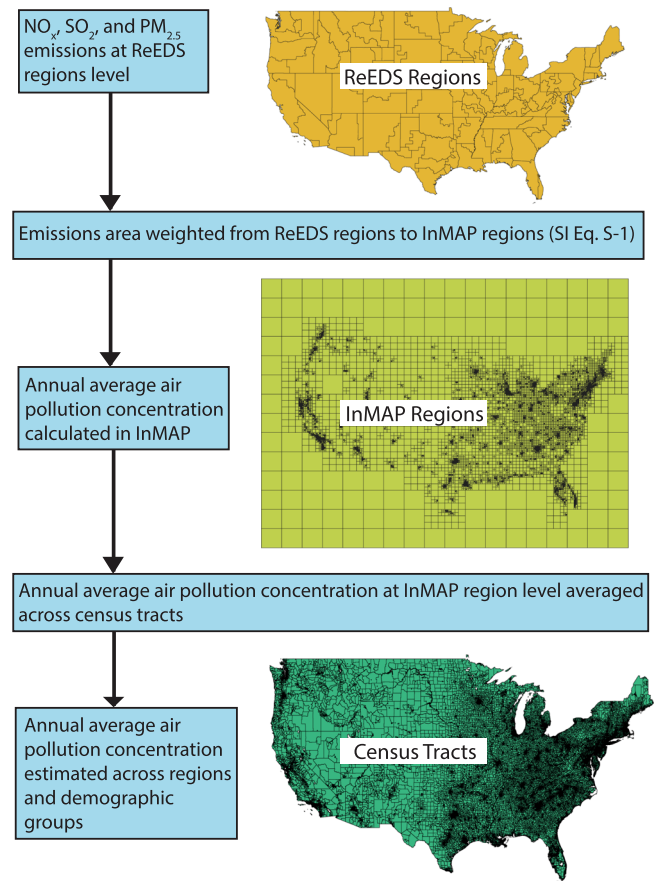 NOx, SO2, and PM2.5
emissions at ReEDS
regions level
ReEDS Regions
Emissions area weighted from ReEDS regions to InMAP regions (SI Eq. S-1)
Annual average air
pollution concentration
calculated in InMAP
InMAP Regions
Annual average air pollution concentration at InMAP region level averaged
across census tracts
Annual average air
pollution concentration
estimated across regions
and demographic
groups
Census Tracts